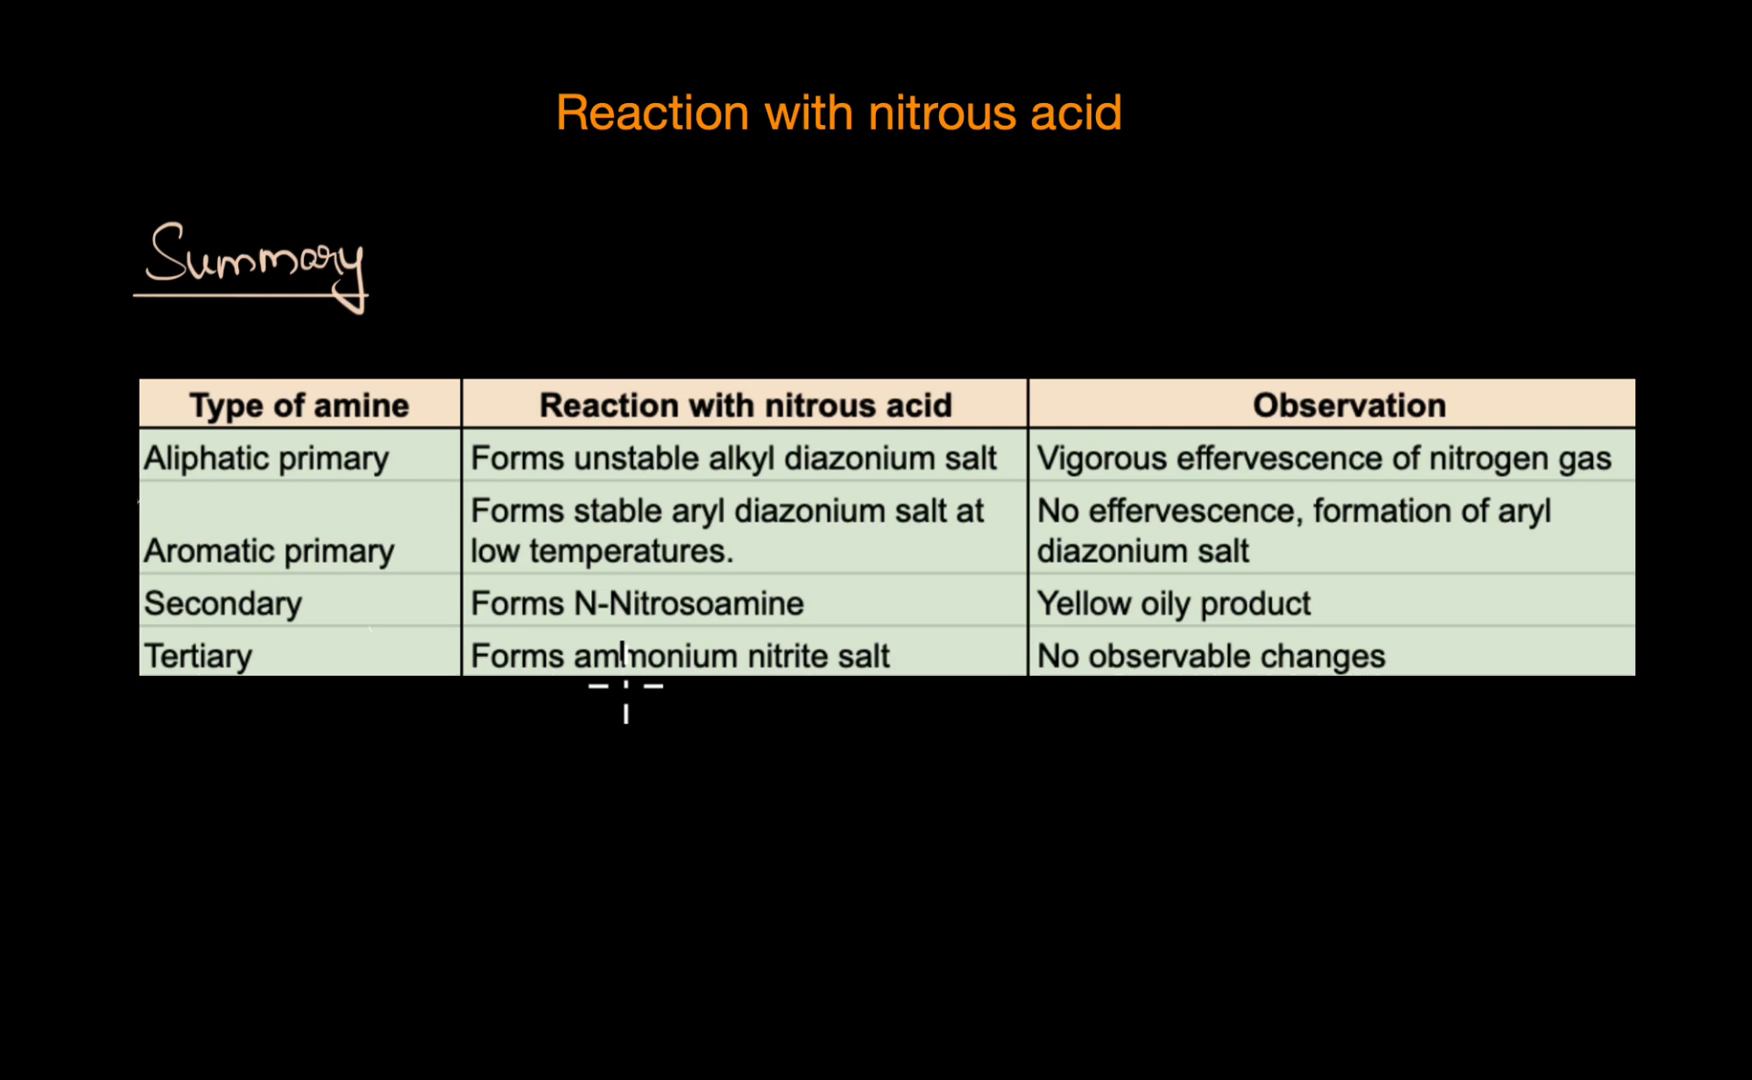 Reaction with nitrous acid
Summary
Type of amine Reaction with nitrous acid Observation
Aliphatic primary Forms unstable alkyl diazonium salt Vigorous effervescence of nitrogen gas
Forms stable aryl diazonium salt at No effervescence, formation of aryl
Aromatic primary low temperatures. diazonium salt
Secondary Forms N-Nitrosoamine Yellow oily product
Tertiary Forms ammonium nitrite salt No observable changes